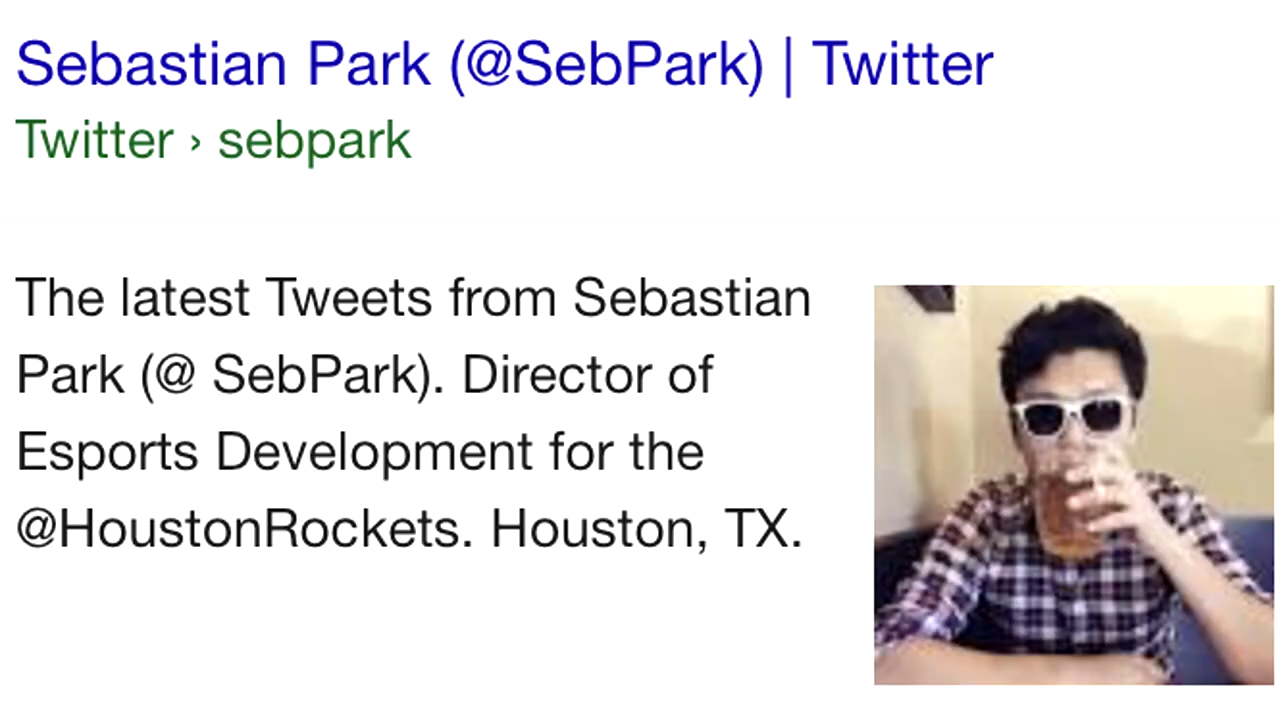 Sebastian Park (@SebPark) | Twitter
Twitter › sebpark
The latest Tweets from Sebastian
Park (@ SebPark). Director of
Esports Development for the
@HoustonRockets. Houston, TX.